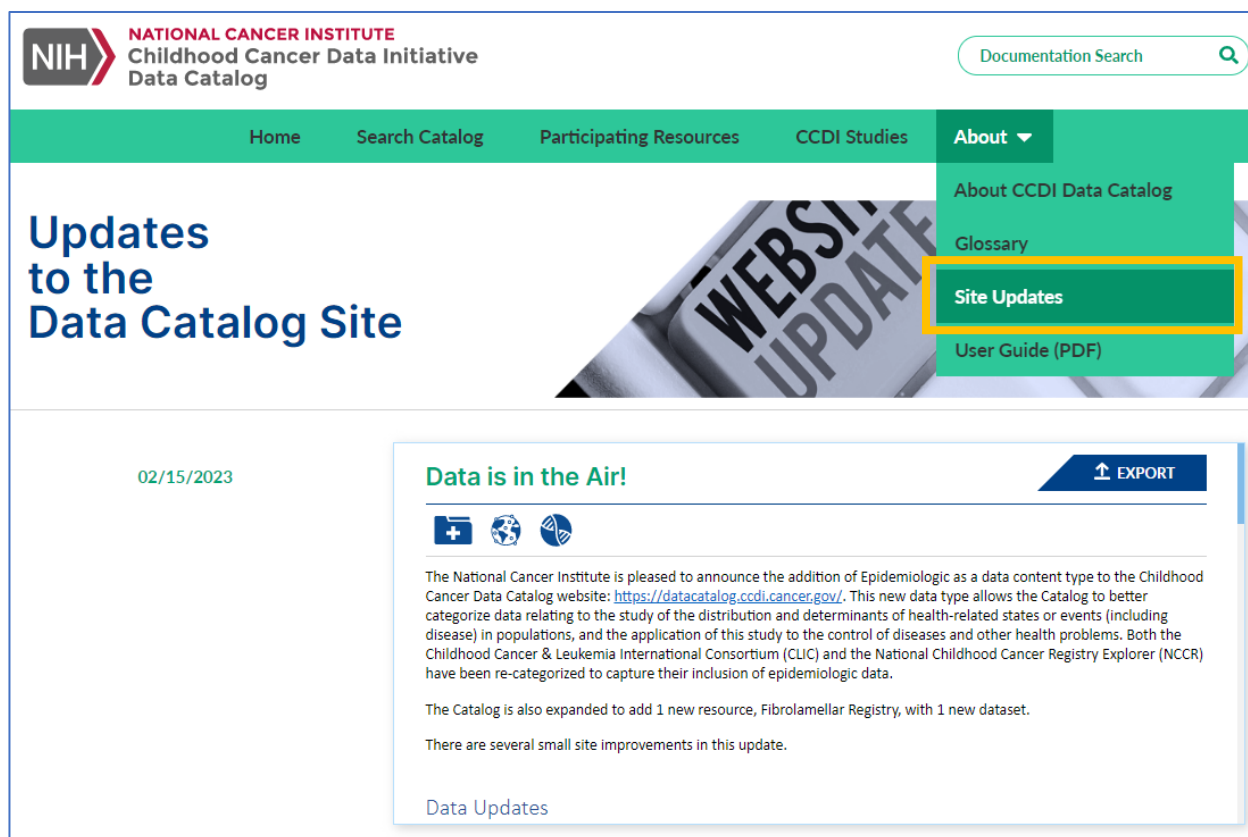 NIH
NATIONAL CANCER INSTITUTE
Childhood Cancer Data Initiative
Data Catalog
Documentation Search
Home
Search Catalog
Participating Resources
CCDI Studies
About
About CCDI Data Catalog
Glossary
Site Updates
User Guide (PDF)
Updates
to the
Data Catalog Site
WEBSI
UPDATE
02/15/2023
Data is in the Air!
EXPORT
The National Cancer Institute is pleased to announce the addition of Epidemiologic as a data content type to the Childhood
Cancer Data Catalog website: https://datacatalog.ccdi.cancer.gov/. This new data type allows the Catalog to better
categorize data relating to the study of the distribution and determinants of health-related states or events (including
disease) in populations, and the application of this study to the control of diseases and other health problems. Both the
Childhood Cancer & Leukemia International Consortium (CLIC) and the National Childhood Cancer Registry Explorer (NCCR)
have been re-categorized to capture their inclusion of epidemiologic data.
The Catalog is also expanded to add 1 new resource, Fibrolamellar Registry, with 1 new dataset.
There are several small site improvements in this update.
Data Updates